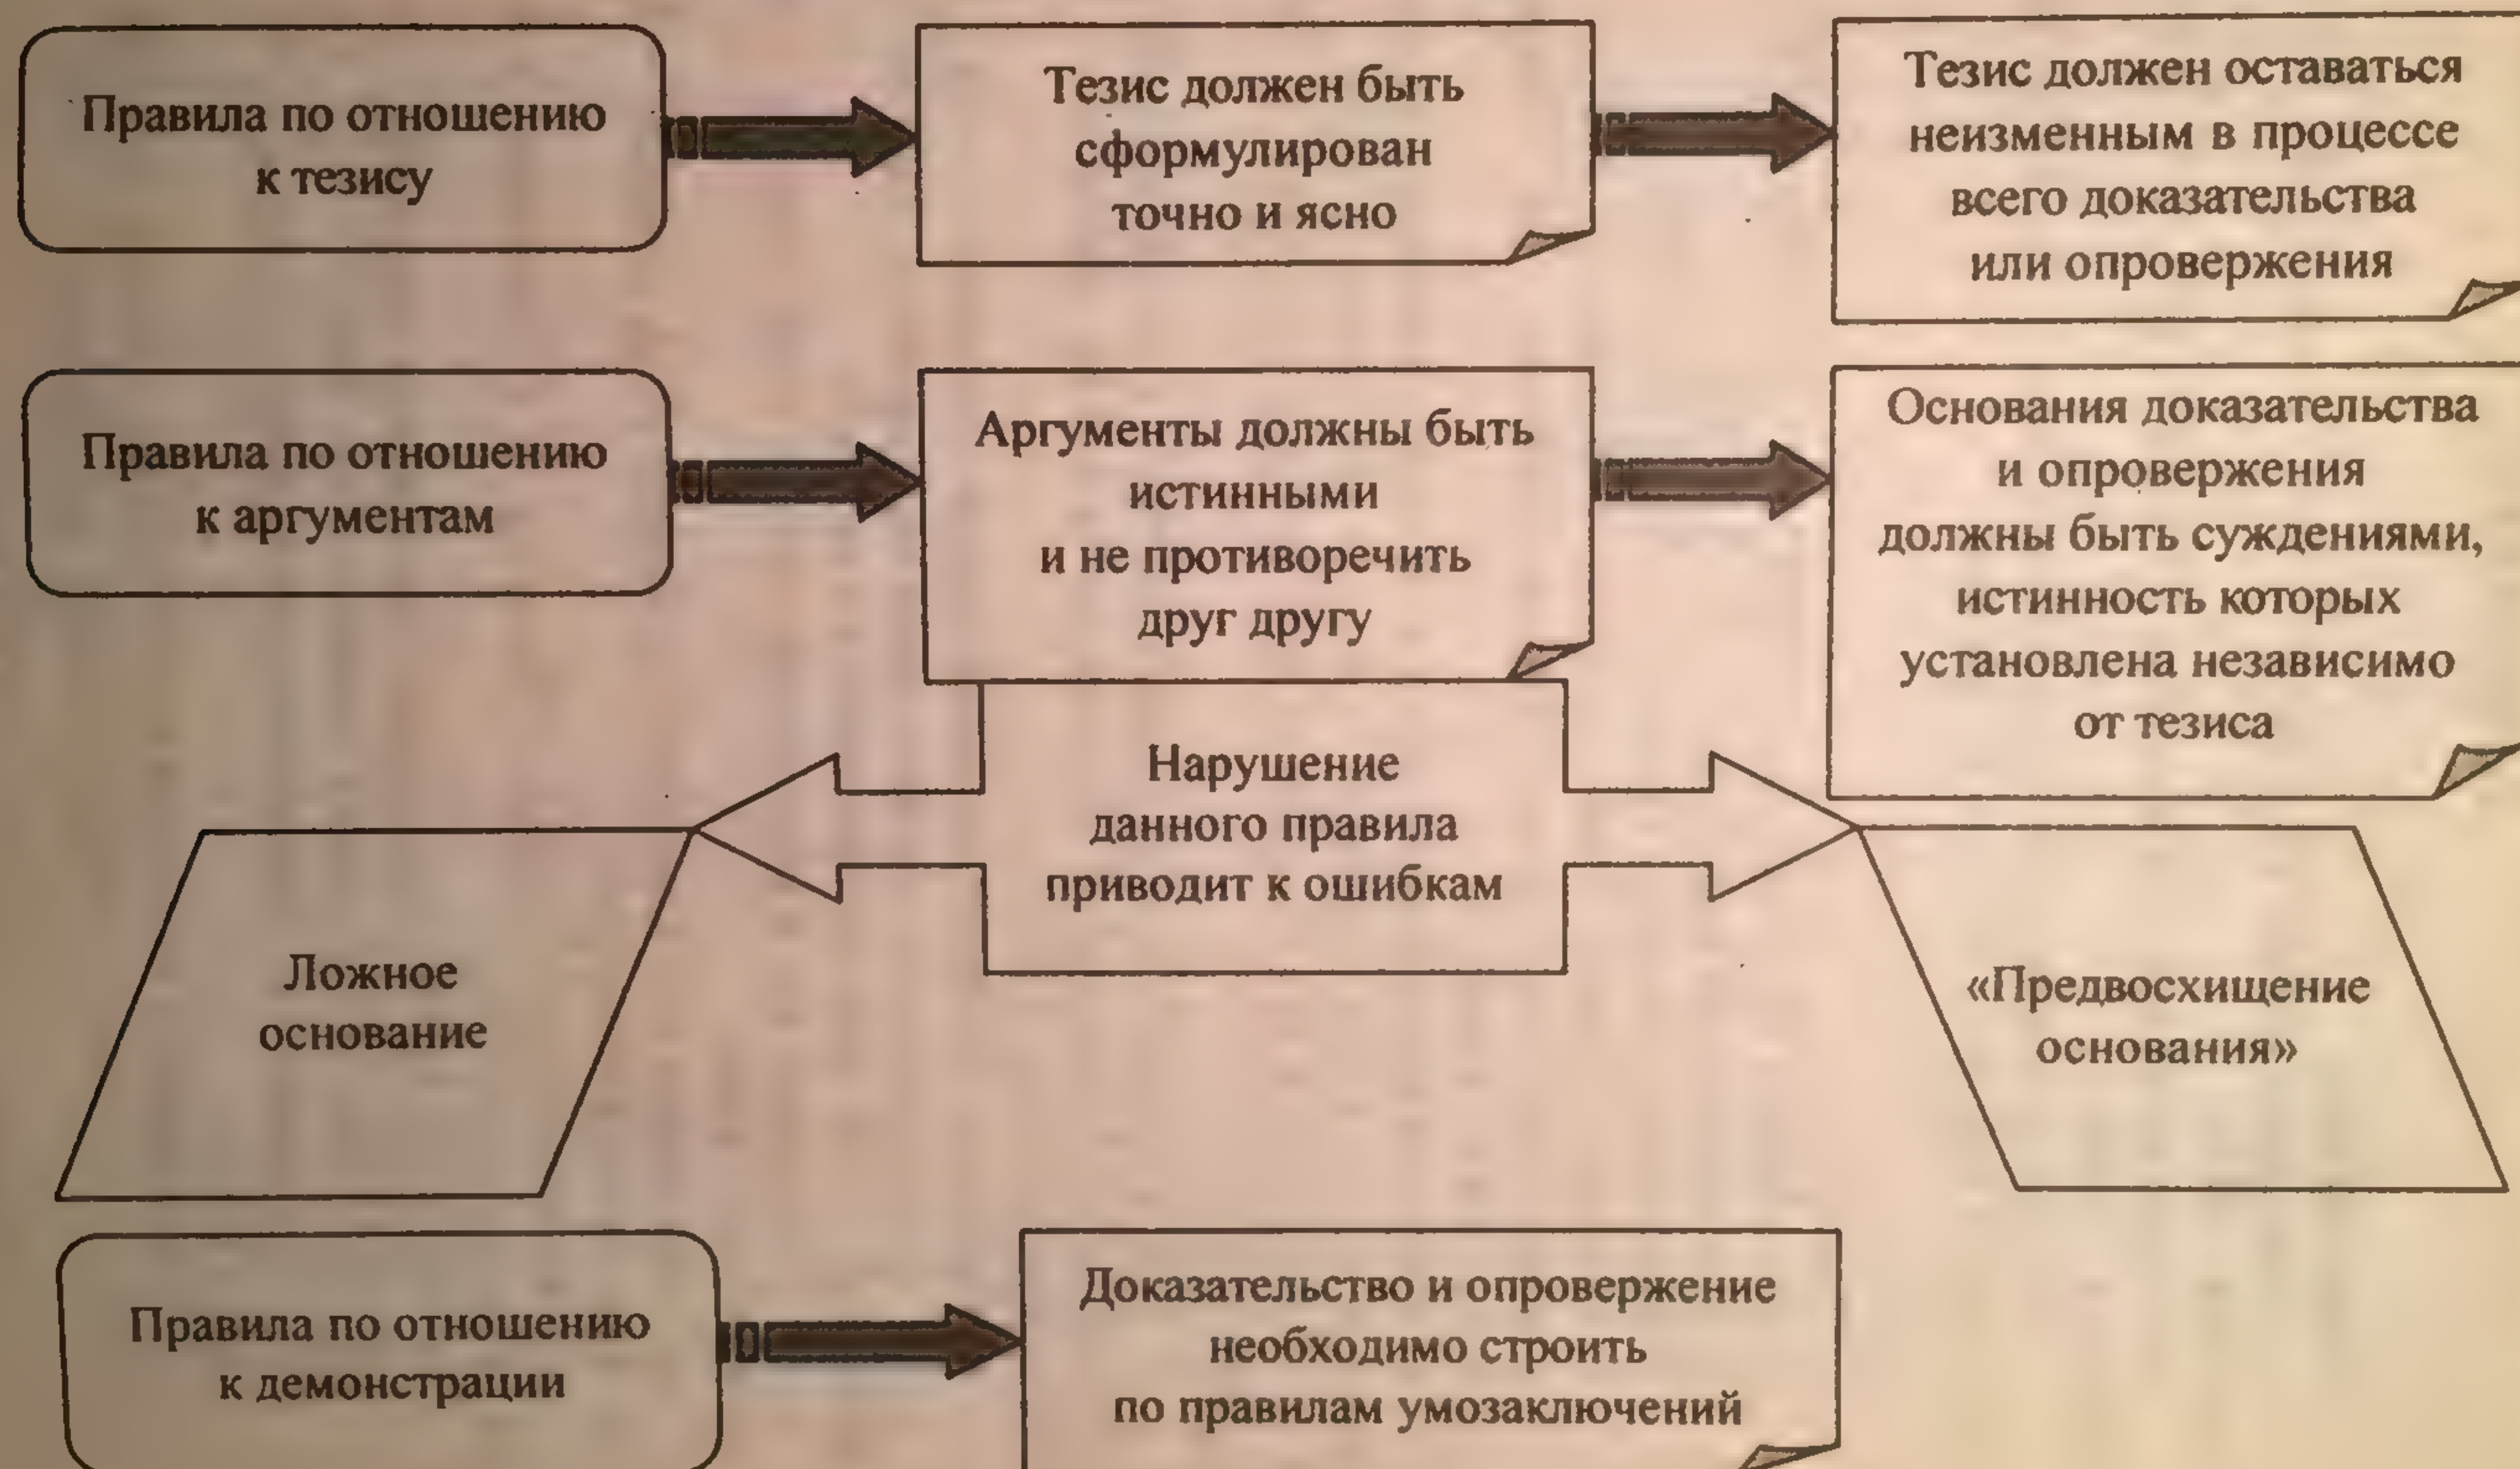 Правила по отношению
к тезису
Тезис должен быть
сформулирован
точно и ясно
Тезис должен оставаться
неизменным в процессе
всего доказательства
или опровержения
Правила по отношению
к аргументам
Аргументы должны быть
истинными
и не противоречить
друг другу
Основания доказательства
и опровержения
должны быть суждениями,
истинность которых
установлена независимо
от тезиса
Нарушение
данного правила
приводит к ошибкам
Ложное
основание
«Предвосхищение
основания»
Правила по отношению
к демонстрации
Доказательство и опровержение
необходимо строить
по правилам умозаключений